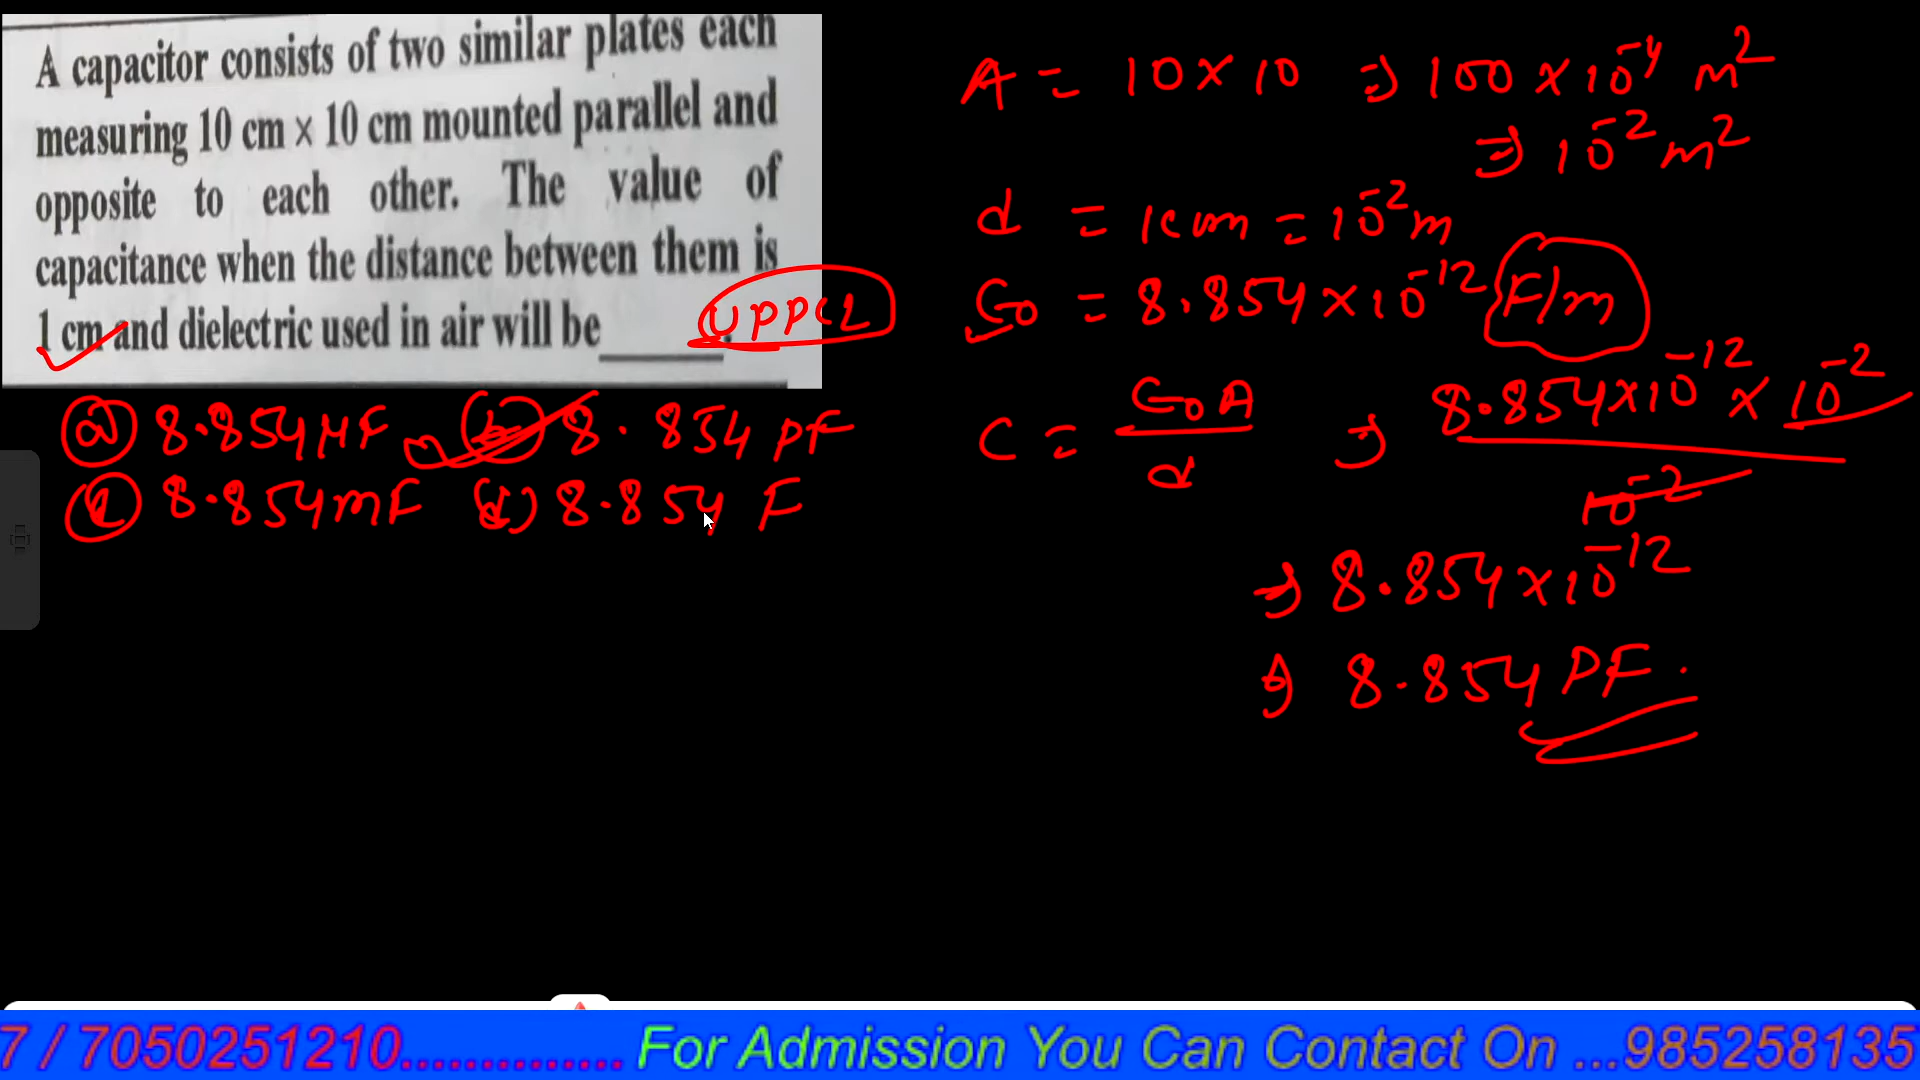 A capacitor consists of two similar plates each
measuring 10 cm × 10 cm mounted parallel and
opposite to each other. The value of
capacitance when the distance between them is
1 cm and dielectric used in air will be ______.
UPPCL
(a) 8.854 μF (b) 8.854 PF
(c) 8.854 mF (d) 8.854 F
A = 10 × 10 ⇒ 100 × 10⁻⁴ m²
⇒ 10⁻² m²
d = 1cm = 10⁻² m
ϵ₀ = 8.854 × 10⁻¹² F/m
C = ϵ₀ A / d ⇒ 8.854 × 10⁻¹² × 10⁻² / 10⁻²
⇒ 8.854 × 10⁻¹²
⇒ 8.854 PF.
7 / 7050251210.............. For Admission You Can Contact On ...985258135